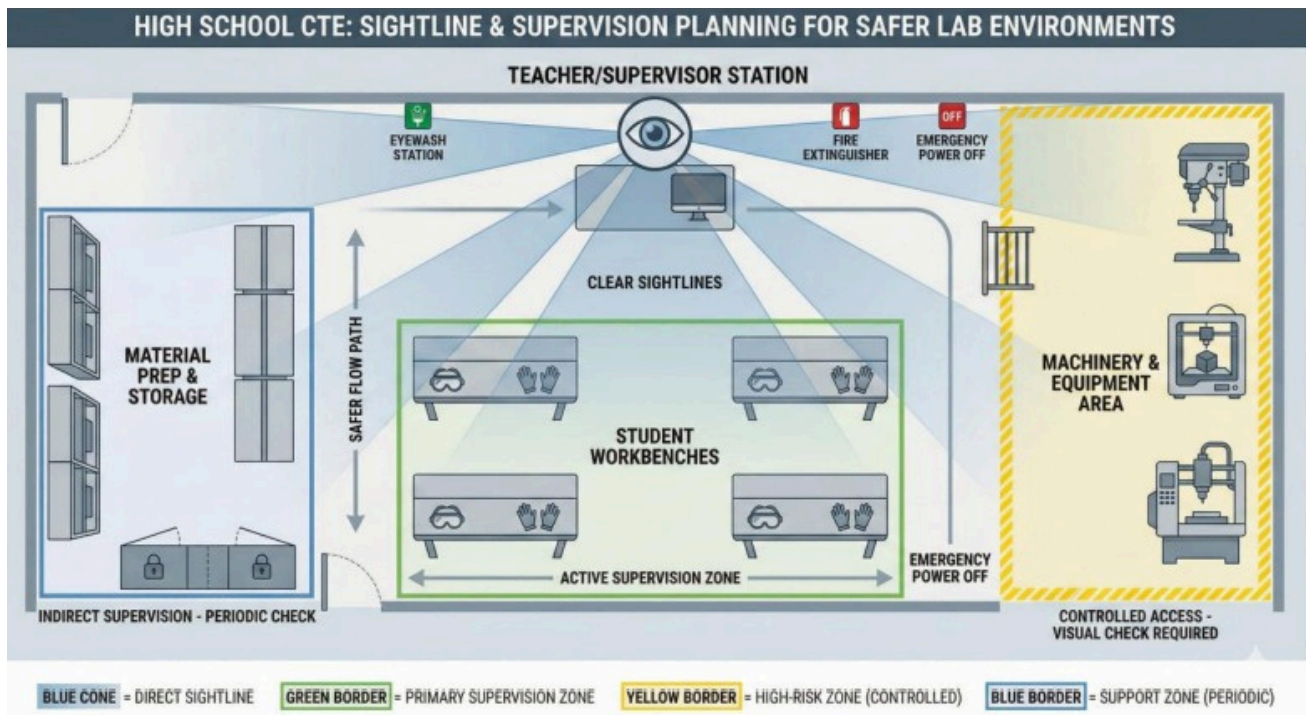 HIGH SCHOOL CTE: SIGHTLINE & SUPERVISION PLANNING FOR SAFER LAB ENVIRONMENTS
TEACHER/SUPERVISOR STATION
EYEWASH
STATION
FIRE
EXTINGUISHER
OFF
EMERGENCY
POWER OFF
CLEAR SIGHTLINES
MATERIAL
PREP &
STORAGE
SAFER FLOW PATH
STUDENT
WORKBENCHES
MACHINERY &
EQUIPMENT
AREA
ACTIVE SUPERVISION ZONE
EMERGENCY
POWER OFF
INDIRECT SUPERVISION - PERIODIC CHECK
CONTROLLED ACCESS -
VISUAL CHECK REQUIRED
BLUE CONE = DIRECT SIGHTLINE
GREEN BORDER = PRIMARY SUPERVISION ZONE
YELLOW BORDER = HIGH-RISK ZONE (CONTROLLED)
BLUE BORDER = SUPPORT ZONE (PERIODIC)